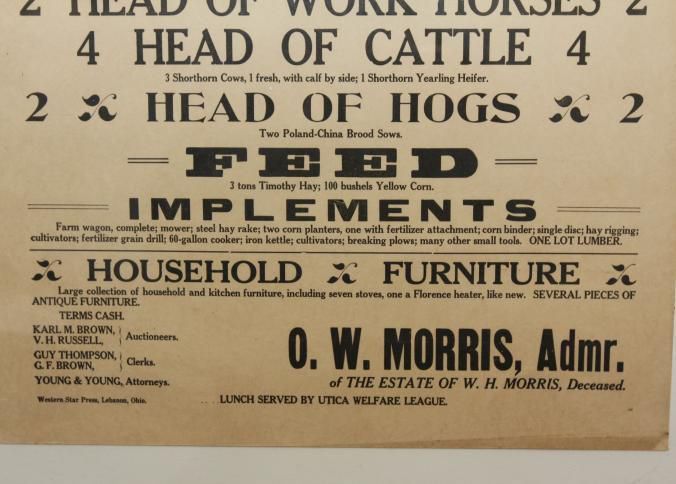 2 HEAD OF WORK HORSES 2
4 HEAD OF CATTLE 4
3 Shorthorn Cows, 1 fresh, with calf by side; 1 Shorthorn Yearling Heifer.
2 HEAD OF HOGS 2
Two Poland-China Brood Sows.
FEED
3 tons Timothy Hay; 100 bushels Yellow Corn.
IMPLEMENTS
Farm wagon, complete; mower; steel hay rake; two corn planters, one with fertilizer attachment; corn binder; single disc; hay rigging;
cultivators; fertilizer grain drill; 60-gallon cooker; iron kettle; cultivators; breaking plows; many other small tools. ONE LOT LUMBER.
HOUSEHOLD FURNITURE
Large collection of household and kitchen furniture, including seven stoves, one a Florence heater, like new. SEVERAL PIECES OF
ANTIQUE FURNITURE.
TERMS CASH.
KARL M. BROWN,
V. H. RUSSELL,
Auctioneers.
GUY THOMPSON,
G. F. BROWN,
Clerks.
YOUNG & YOUNG, Attorneys.
O. W. MORRIS, Admr.
of THE ESTATE OF W. H. MORRIS, Deceased.
Western Star Press, Lebanon, Ohio.
LUNCH SERVED BY UTICA WELFARE LEAGUE.